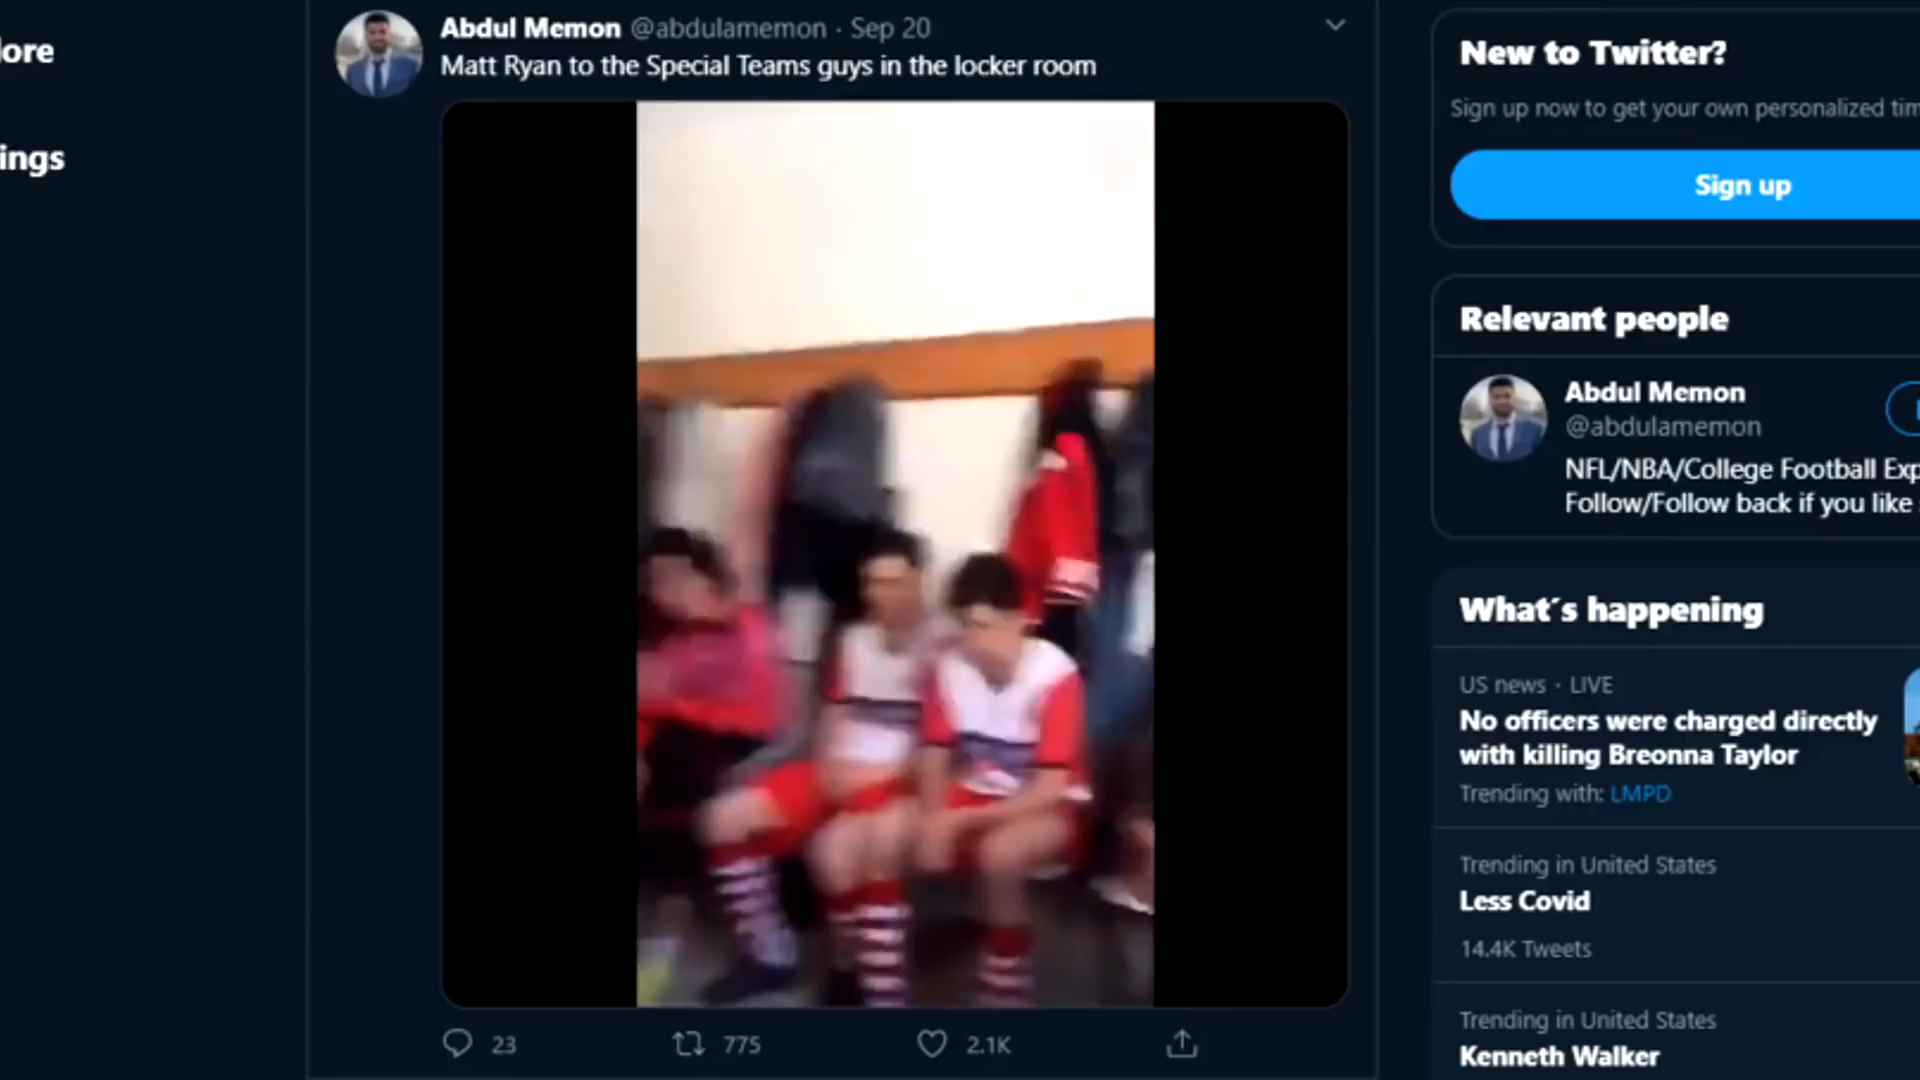 lore
ings
Abdul Memon @abdulamemon · Sep 20
Matt Ryan to the Special Teams guys in the locker room
23
775
2.1K
New to Twitter?
Sign up now to get your own personalized tim
Sign up
Relevant people
Abdul Memon
@abdulamemon
NFL/NBA/College Football Exp
Follow/Follow back if you like
What´s happening
US news · LIVE
No officers were charged directly
with killing Breonna Taylor
Trending with: LMPD
Trending in United States
Less Covid
14.4K Tweets
Trending in United States
Kenneth Walker